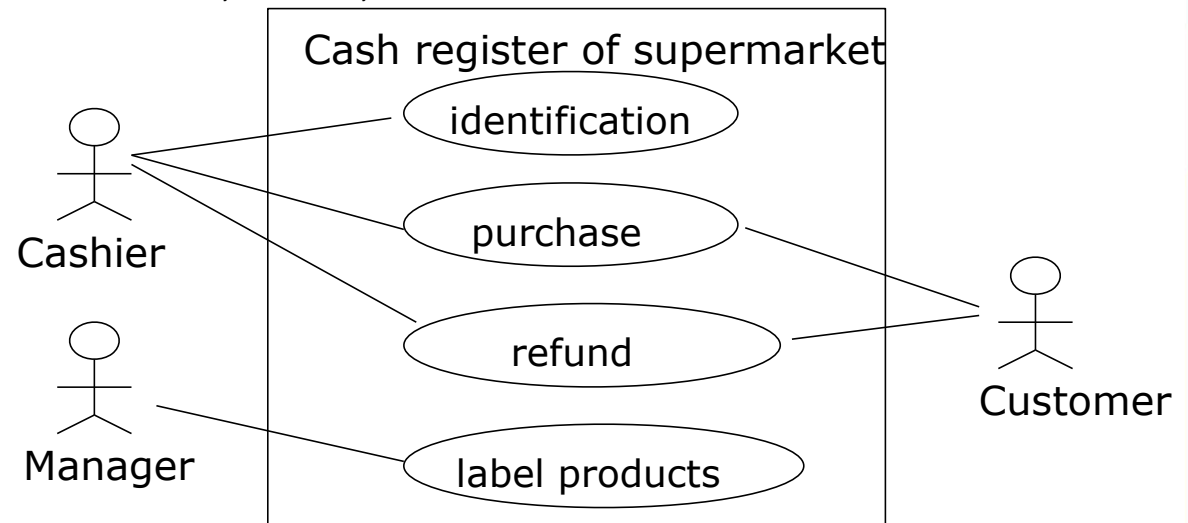 Cash register of supermarket
identification
purchase
Cashier
refund
Customer
Manager
label products